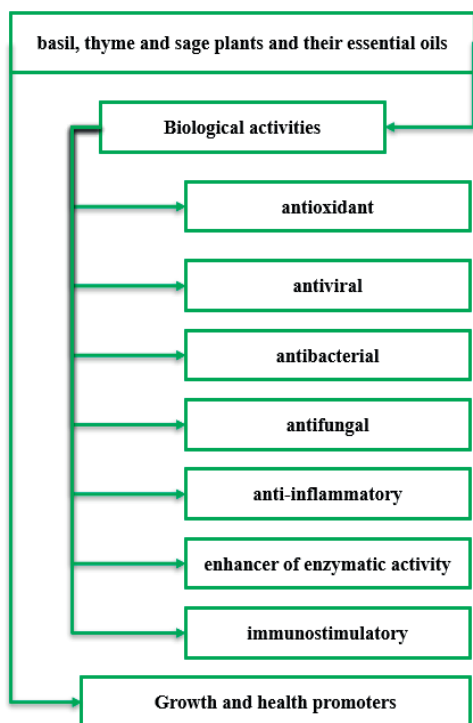 basil, thyme and sage plants and their essential oils
Biological activities
antioxidant
antiviral
antibacterial
antifungal
anti-inflammatory
enhancer of enzymatic activity
immunostimulatory
Growth and health promoters